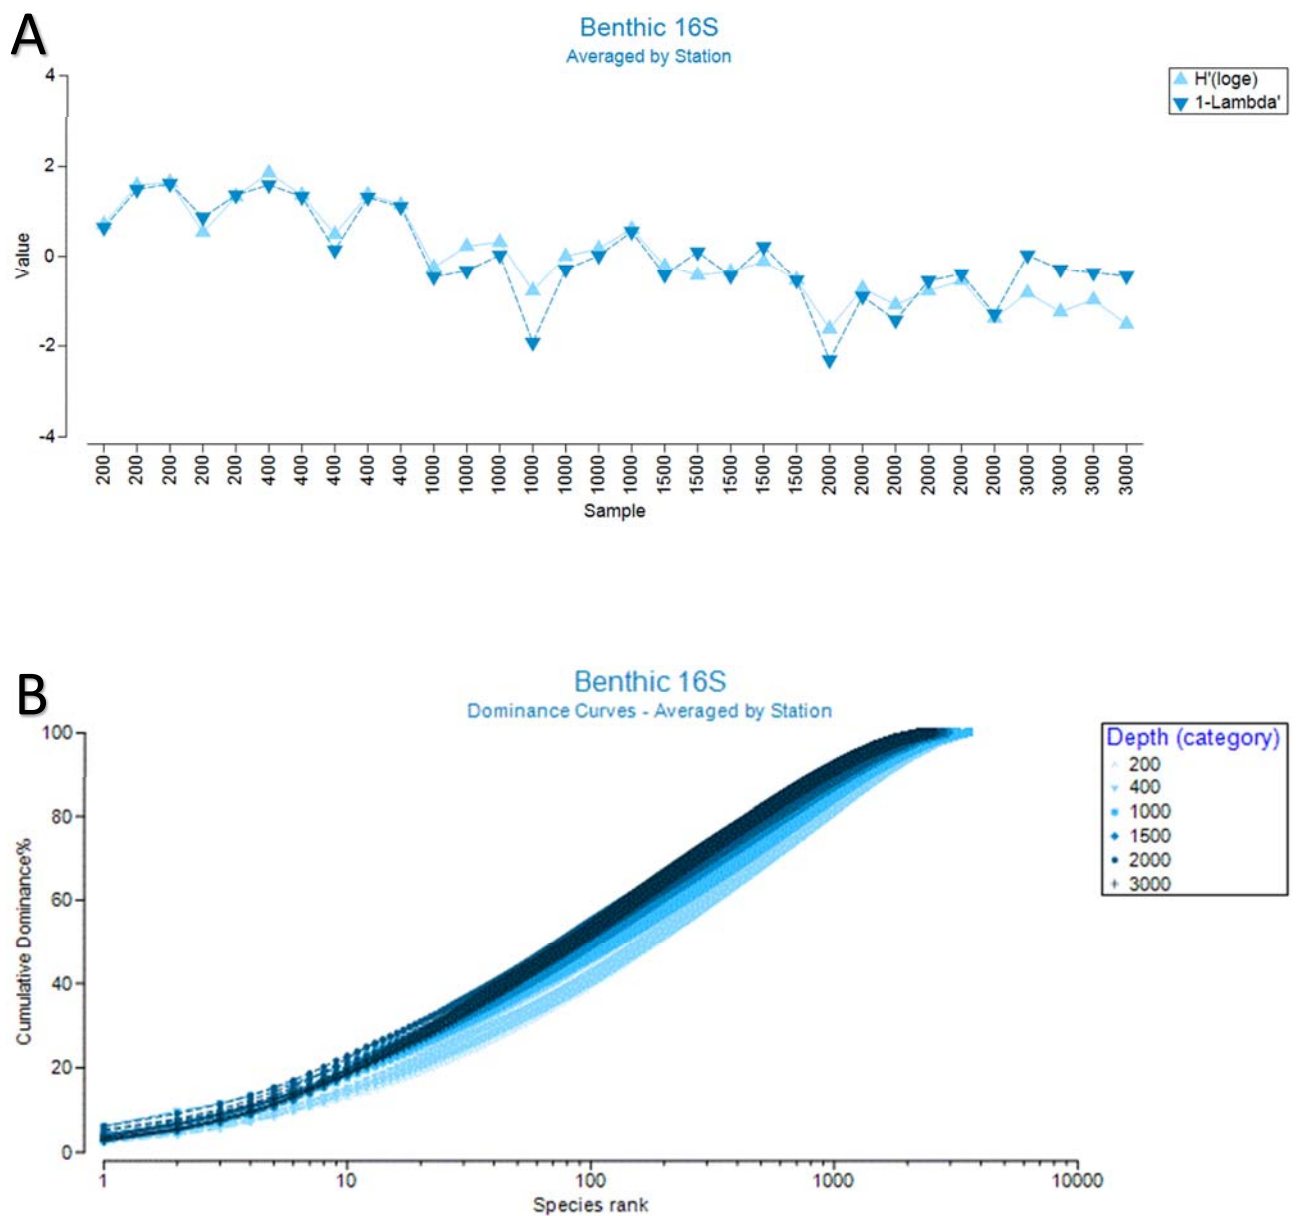 A
Benthic 16S
Averaged by Station
H'(loge)
1-Lambda'
4
2
0
-2
-4
Value
200 200 200 200 200 400 400 400 400 400 1000 1000 1000 1000 1000 1000 1000 1500 1500 1500 1500 1500 2000 2000 2000 2000 2000 2000 3000 3000 3000 3000
Sample
B
Benthic 16S
Dominance Curves - Averaged by Station
Depth (category)
200
400
1000
1500
2000
3000
100
80
60
40
20
0
Cumulative Dominance%
1 10 100 1000 10000
Species rank